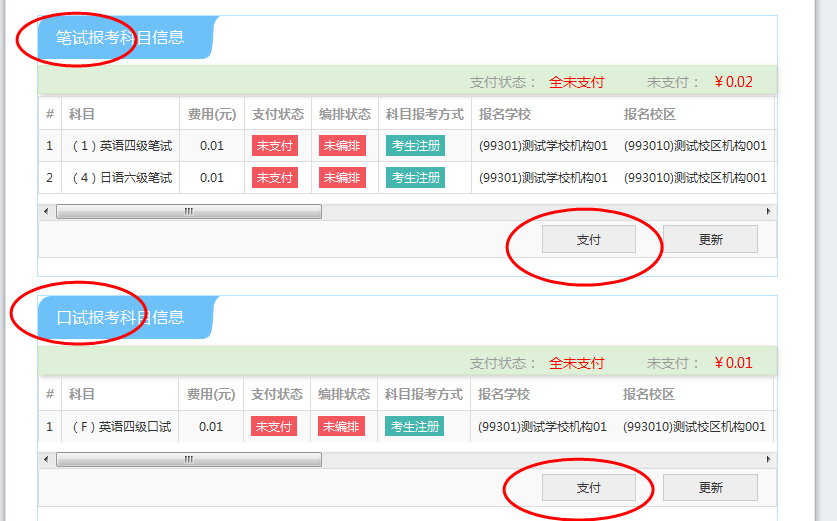 笔试报考科目信息
支付状态： 全未支付 未支付： ￥0.02
# 科目 费用(元) 支付状态 编排状态 科目报考方式 报名学校 报名校区
1 （1）英语四级笔试 0.01 未支付 未编排 考生注册 (99301)测试学校机构01 (993010)测试校区机构001
2 （4）日语六级笔试 0.01 未支付 未编排 考生注册 (99301)测试学校机构01 (993010)测试校区机构001
支付 更新
口试报考科目信息
支付状态： 全未支付 未支付： ￥0.01
# 科目 费用(元) 支付状态 编排状态 科目报考方式 报名学校 报名校区
1 （F）英语四级口试 0.01 未支付 未编排 考生注册 (99301)测试学校机构01 (993010)测试校区机构001
支付 更新